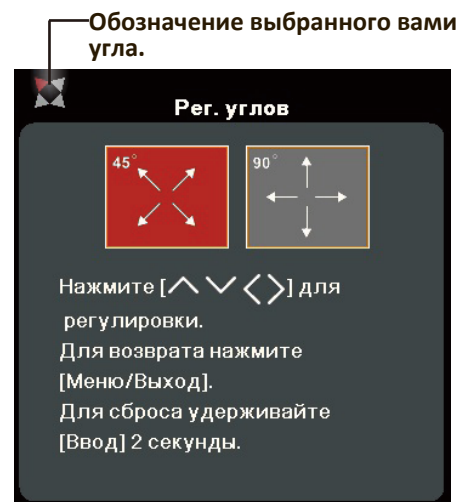 Обозначение выбранного вами
угла.
Рег. углов
45° 90°
Нажмите [∧ ∨ < >] для
регулировки.
Для возврата нажмите
[Меню/Выход].
Для сброса удерживайте
[Ввод] 2 секунды.